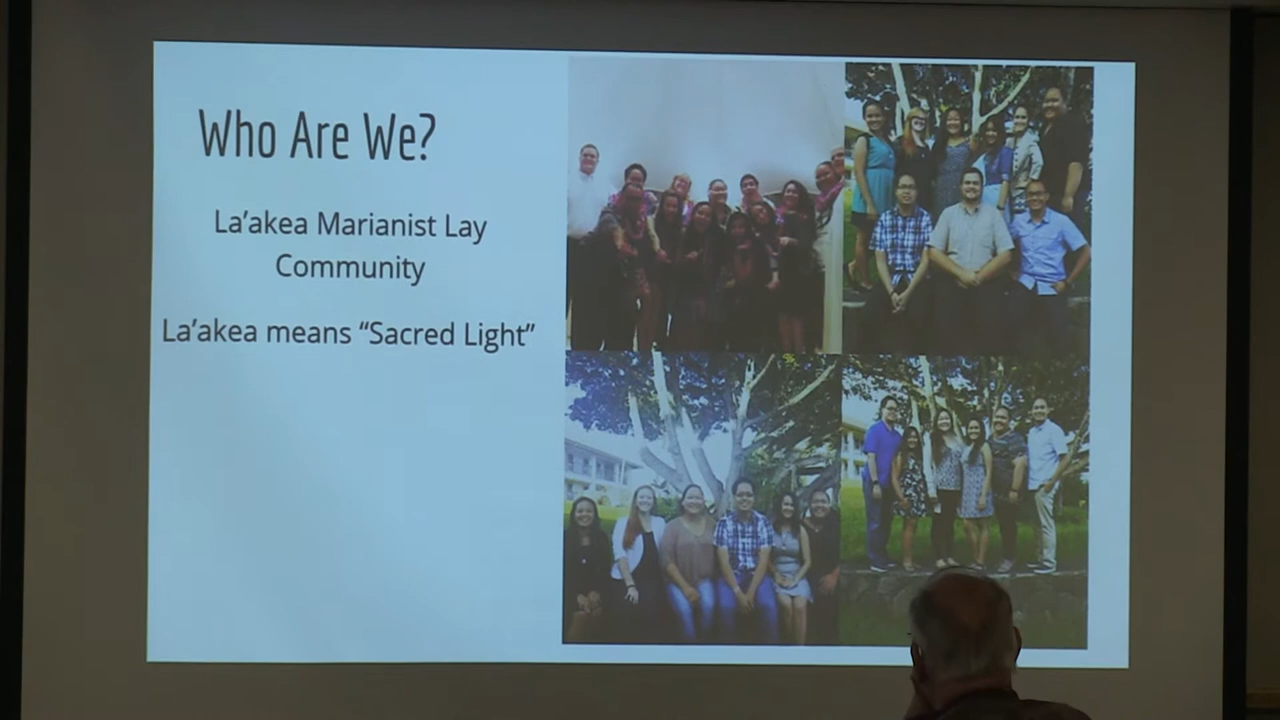 Who Are We?
La’akea Marianist Lay
Community
La’akea means “Sacred Light”